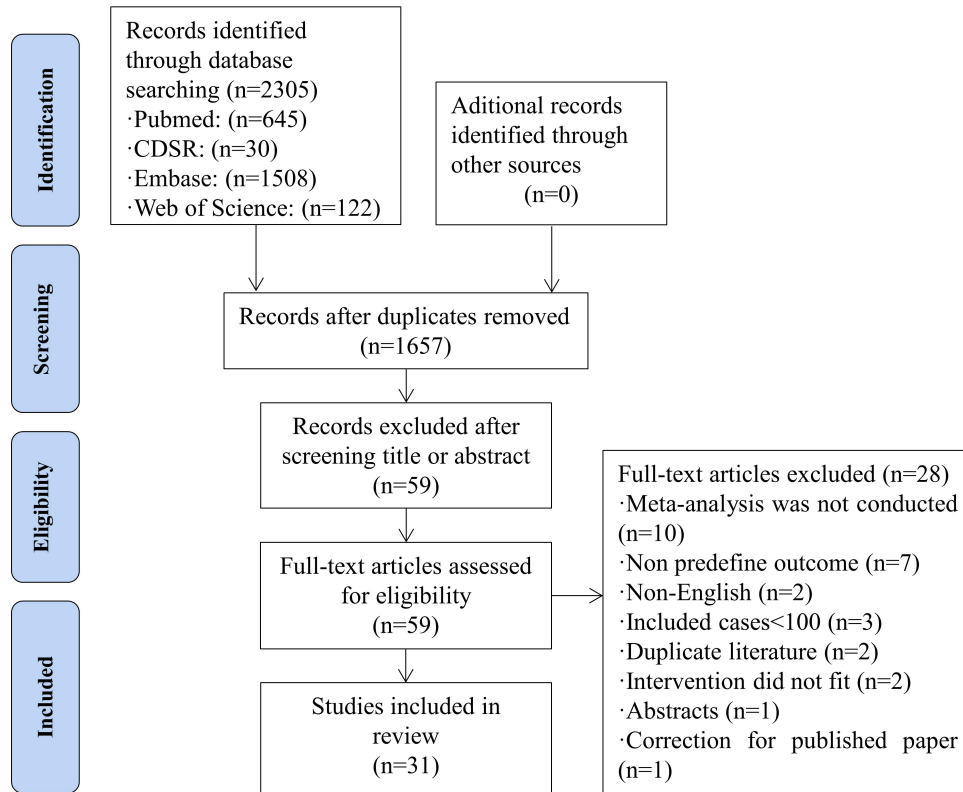 Identification
Records identified
through database
searching (n=2305)
·Pubmed: (n=645)
·CDSR: (n=30)
·Embase: (n=1508)
·Web of Science: (n=122)
Aditional records
identified through
other sources
(n=0)
Screening
Records after duplicates removed
(n=1657)
Eligibility
Records excluded after
screening title or abstract
(n=59)
Full-text articles assessed
for eligibility
(n=59)
Full-text articles excluded (n=28)
·Meta-analysis was not conducted
(n=10)
·Non predefine outcome (n=7)
·Non-English (n=2)
·Included cases<100 (n=3)
·Duplicate literature (n=2)
·Intervention did not fit (n=2)
·Abstracts (n=1)
·Correction for published paper
(n=1)
Included
Studies included in
review
(n=31)